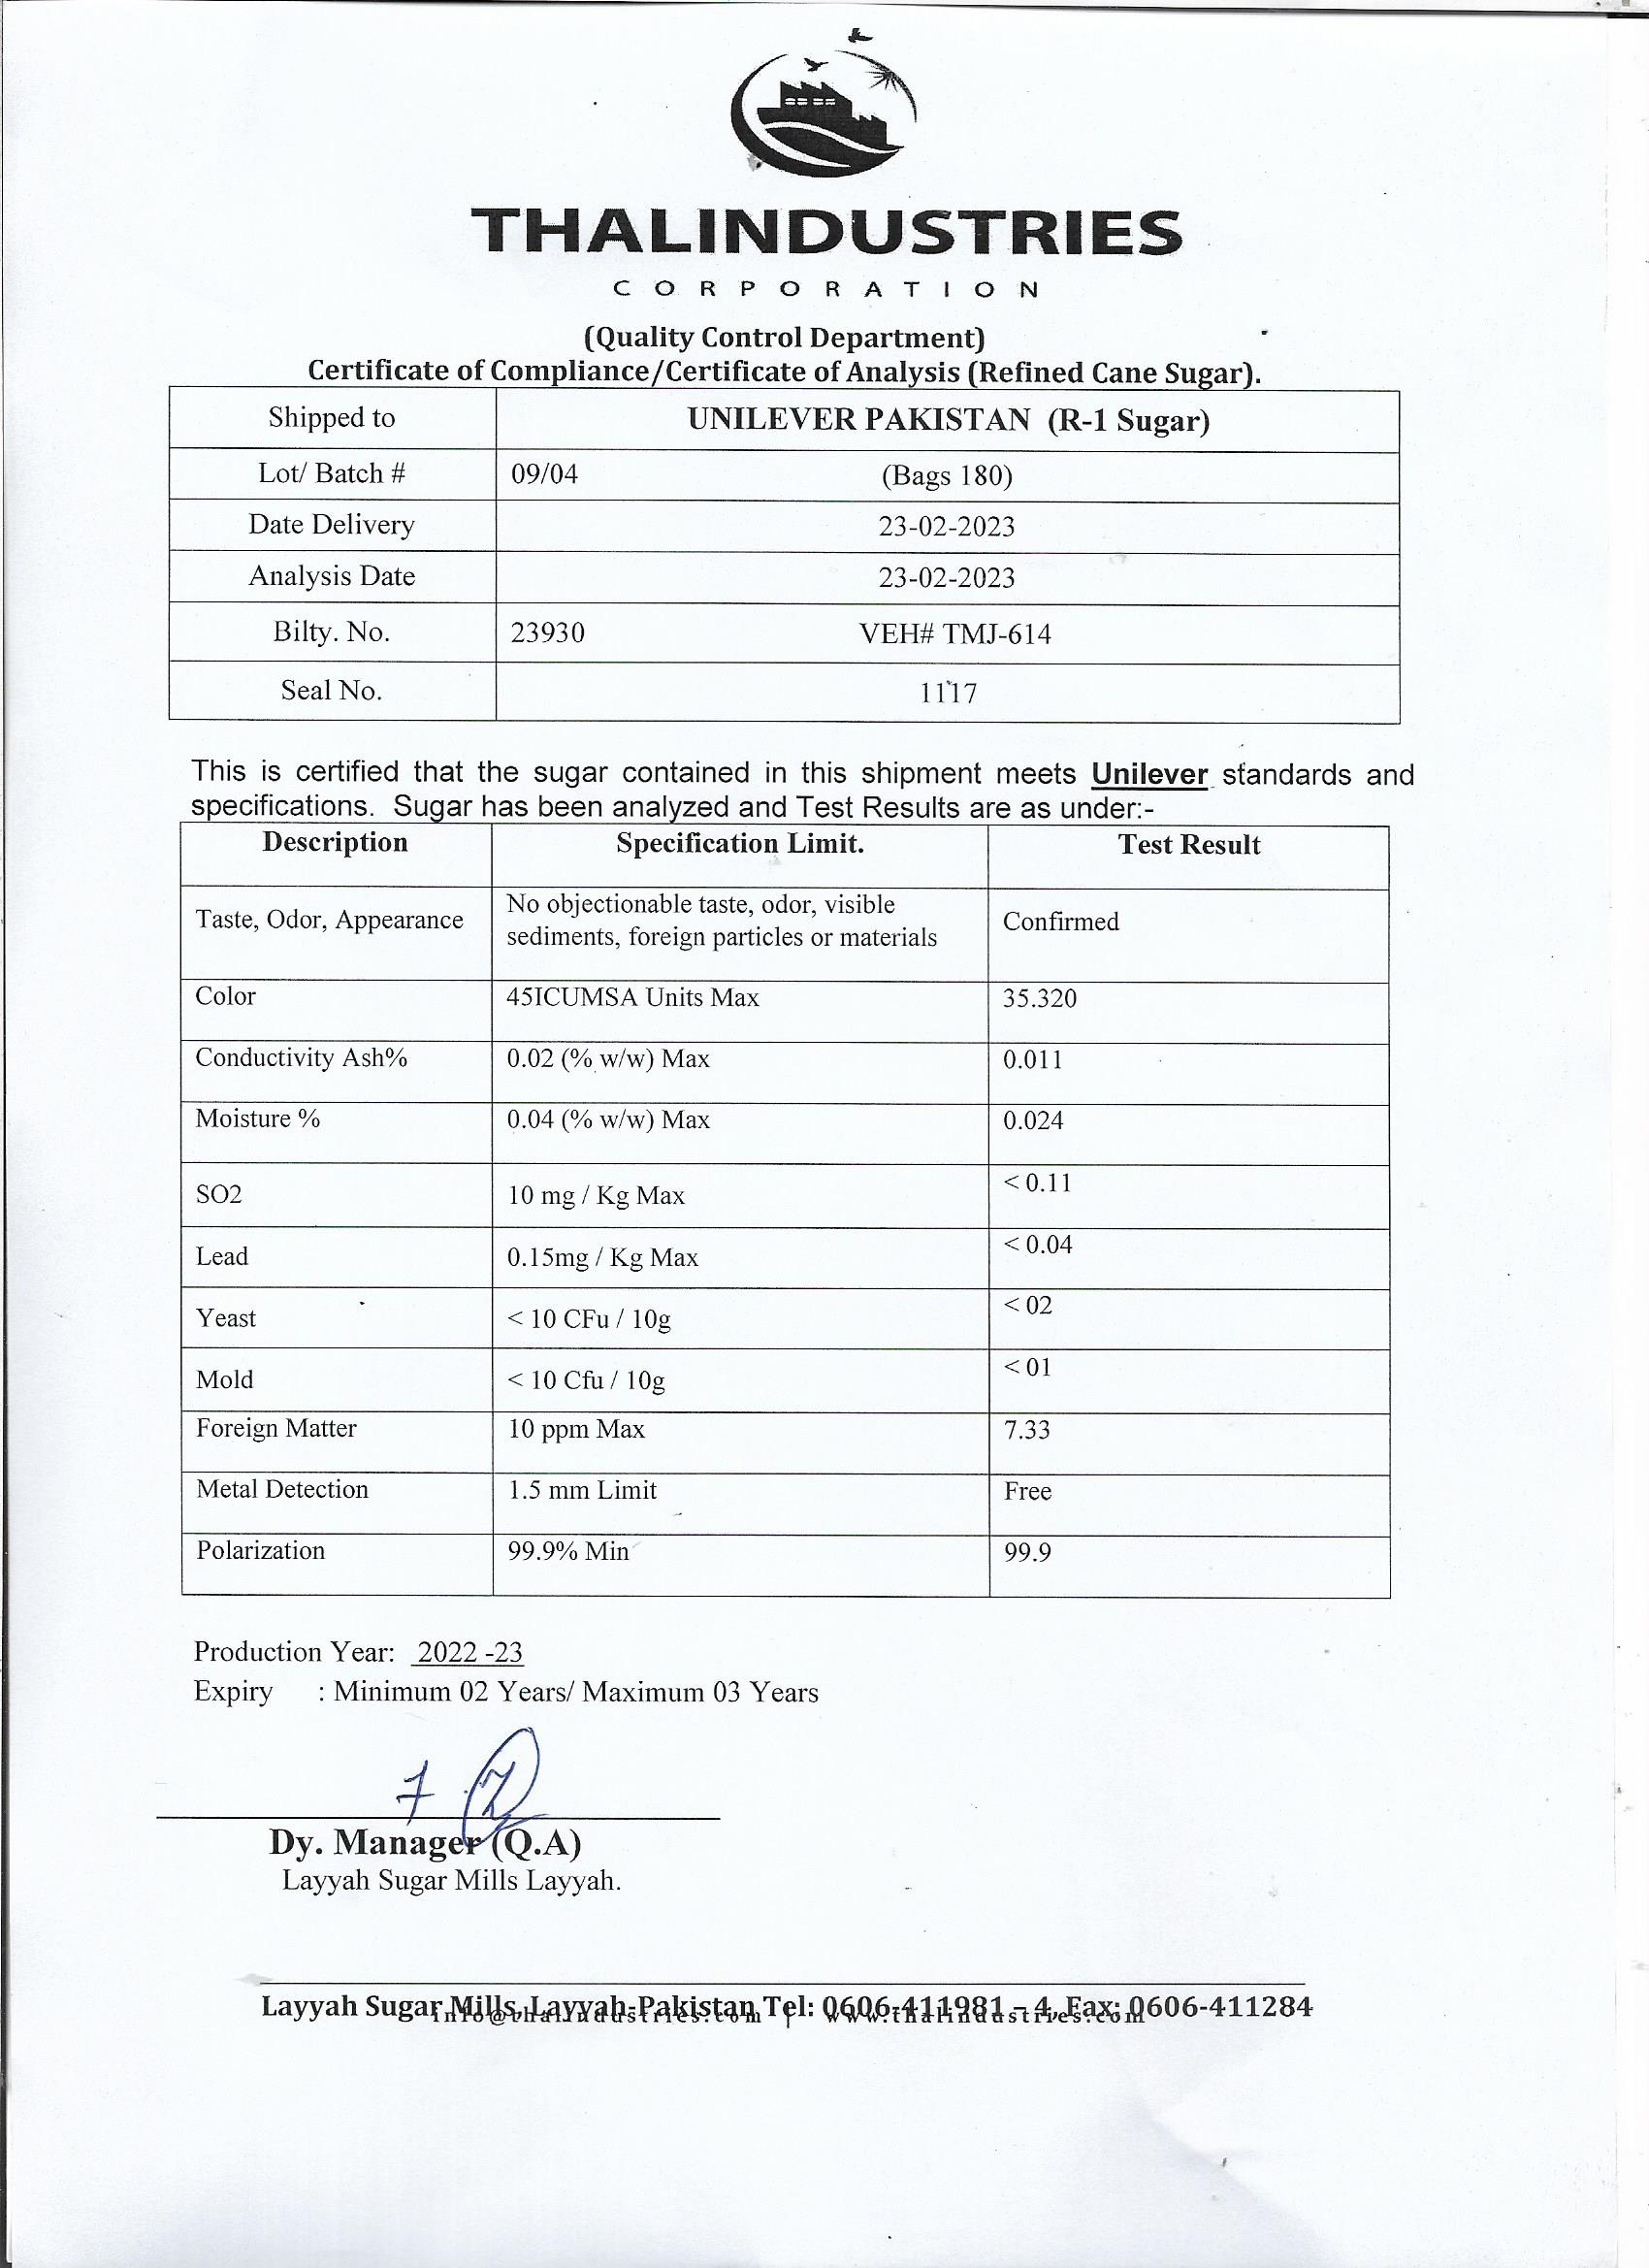 THALINDUSTRIES
CORPORATION
(Quality Control Department)
Certificate of Compliance/Certificate of Analysis (Refined Cane Sugar).
Shipped to UNILEVER PAKISTAN (R-1 Sugar)
Lot/ Batch # 09/04 (Bags 180)
Date Delivery 23-02-2023
Analysis Date 23-02-2023
Bilty. No. 23930 VEH# TMJ-614
Seal No. 1117
This is certified that the sugar contained in this shipment meets Unilever standards and
specifications. Sugar has been analyzed and Test Results are as under:-
Description Specification Limit. Test Result
Taste, Odor, Appearance No objectionable taste, odor, visible
sediments, foreign particles or materials Confirmed
Color 45ICUMSA Units Max 35.320
Conductivity Ash% 0.02 (% w/w) Max 0.011
Moisture % 0.04 (% w/w) Max 0.024
SO2 10 mg / Kg Max < 0.11
Lead 0.15mg / Kg Max < 0.04
Yeast < 10 CFu / 10g < 02
Mold < 10 Cfu / 10g < 01
Foreign Matter 10 ppm Max 7.33
Metal Detection 1.5 mm Limit Free
Polarization 99.9% Min 99.9
Production Year: 2022 -23
Expiry : Minimum 02 Years/ Maximum 03 Years
Dy. Manager (Q.A)
Layyah Sugar Mills Layyah.
Layyah Sugar Mills, Layyah-Pakistan Tel: 0606-411981 – 4, Fax: 0606-411284
info@thalindustries.com | www.thalindustries.com